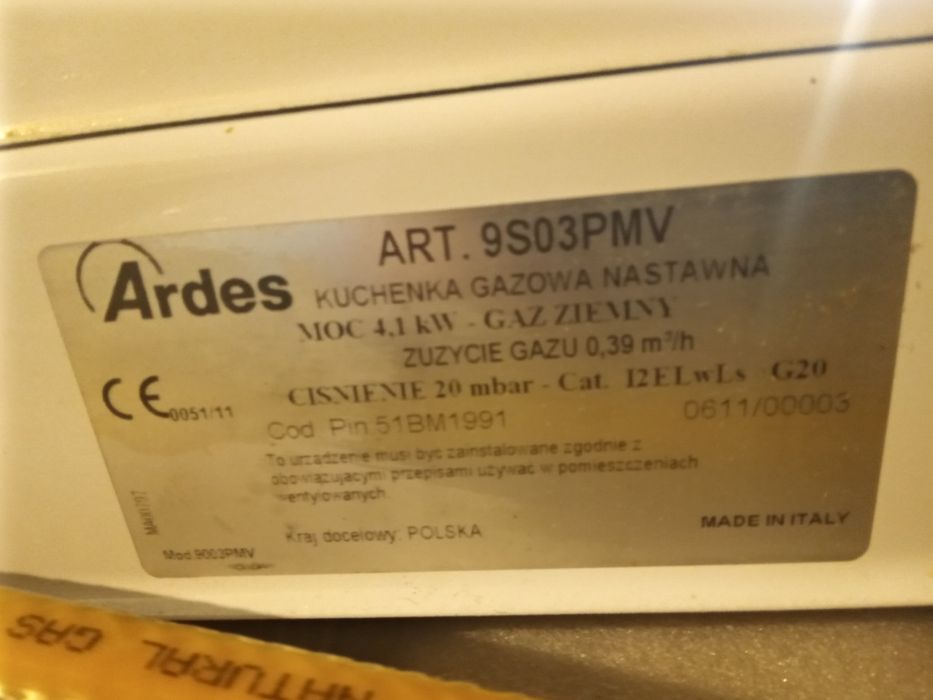 Ardes
ART. 9S03PMV
KUCHENKA GAZOWA NASTAWNA
MOC 4,1 kW - GAZ ZIEMNY
ZUZYCIE GAZU 0,39 m³/h
CISNIENIE 20 mbar - Cat. I2ELwLs G20
CE 0051/11
Cod. Pin.51BM1991 0611/00003
To urządzenie musi być zainstalowane zgodnie z
obowiązującymi przepisami używać w pomieszczeniach
wentylowanych.
Kraj docelowy: POLSKA
MADE IN ITALY
MA00797
Mod.9003PMV
NATURAL GAS